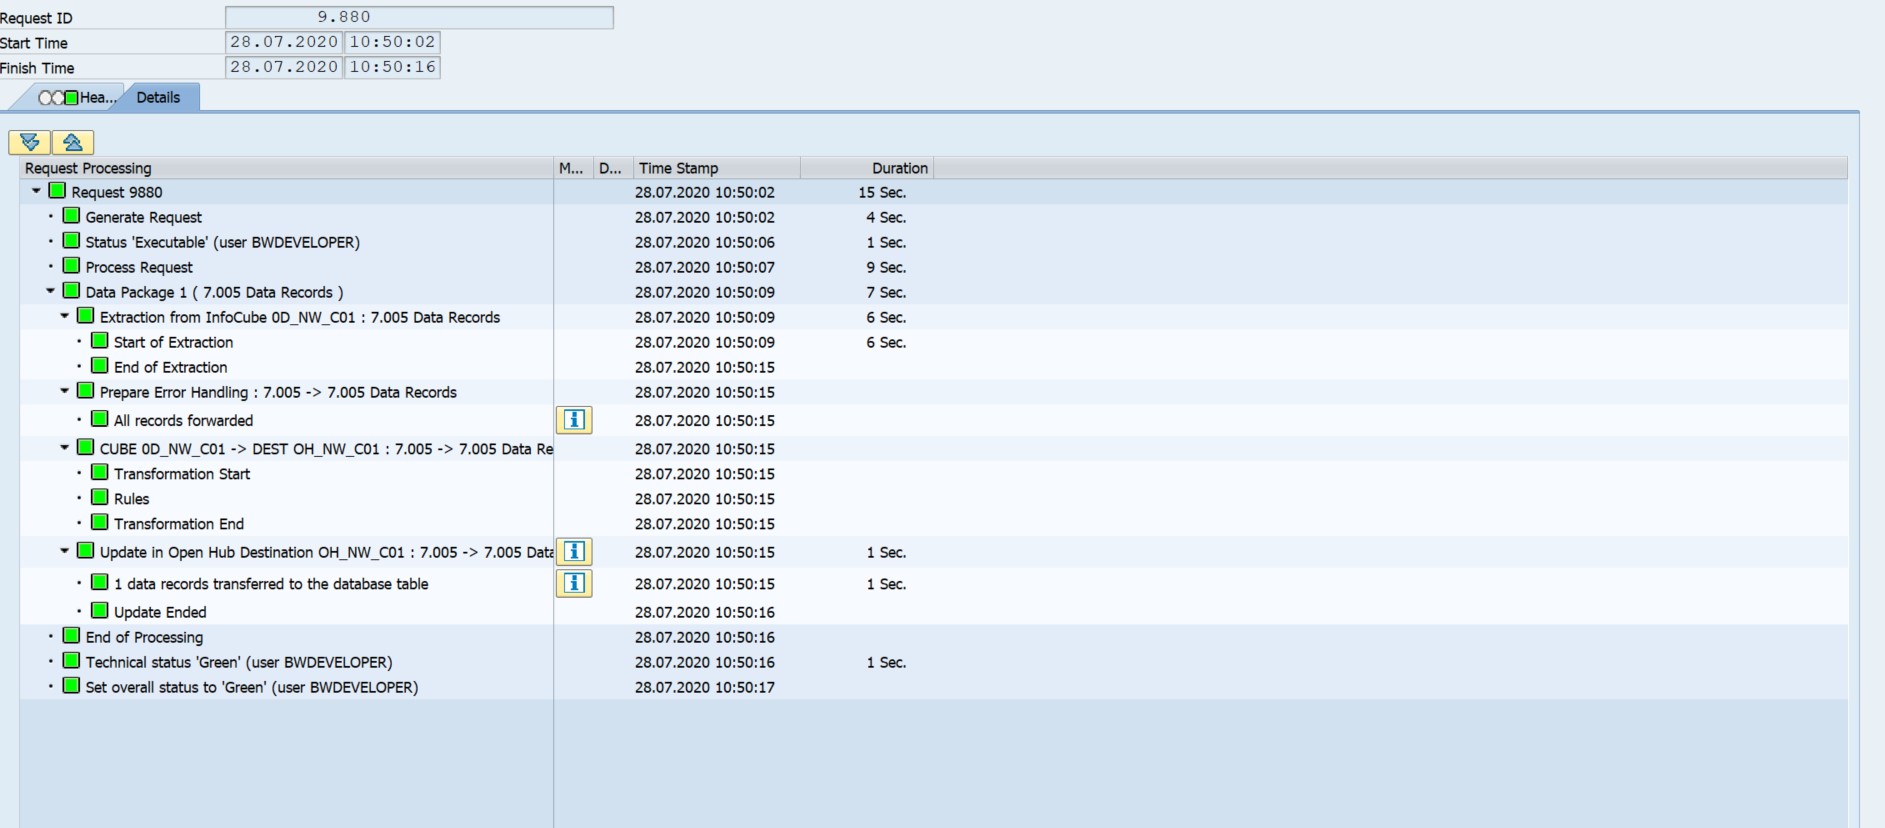 Request ID 9.880
Start Time 28.07.2020 10:50:02
Finish Time 28.07.2020 10:50:16
Hea... Details
Request Processing M... D... Time Stamp Duration
Request 9880 28.07.2020 10:50:02 15 Sec.
Generate Request 28.07.2020 10:50:02 4 Sec.
Status 'Executable' (user BWDEVELOPER) 28.07.2020 10:50:06 1 Sec.
Process Request 28.07.2020 10:50:07 9 Sec.
Data Package 1 ( 7.005 Data Records ) 28.07.2020 10:50:09 7 Sec.
Extraction from InfoCube 0D_NW_C01 : 7.005 Data Records 28.07.2020 10:50:09 6 Sec.
Start of Extraction 28.07.2020 10:50:09 6 Sec.
End of Extraction 28.07.2020 10:50:15
Prepare Error Handling : 7.005 -> 7.005 Data Records 28.07.2020 10:50:15
All records forwarded 28.07.2020 10:50:15
CUBE 0D_NW_C01 -> DEST OH_NW_C01 : 7.005 -> 7.005 Data Re 28.07.2020 10:50:15
Transformation Start 28.07.2020 10:50:15
Rules 28.07.2020 10:50:15
Transformation End 28.07.2020 10:50:15
Update in Open Hub Destination OH_NW_C01 : 7.005 -> 7.005 Data 28.07.2020 10:50:15 1 Sec.
1 data records transferred to the database table 28.07.2020 10:50:15 1 Sec.
Update Ended 28.07.2020 10:50:16
End of Processing 28.07.2020 10:50:16
Technical status 'Green' (user BWDEVELOPER) 28.07.2020 10:50:16 1 Sec.
Set overall status to 'Green' (user BWDEVELOPER) 28.07.2020 10:50:17